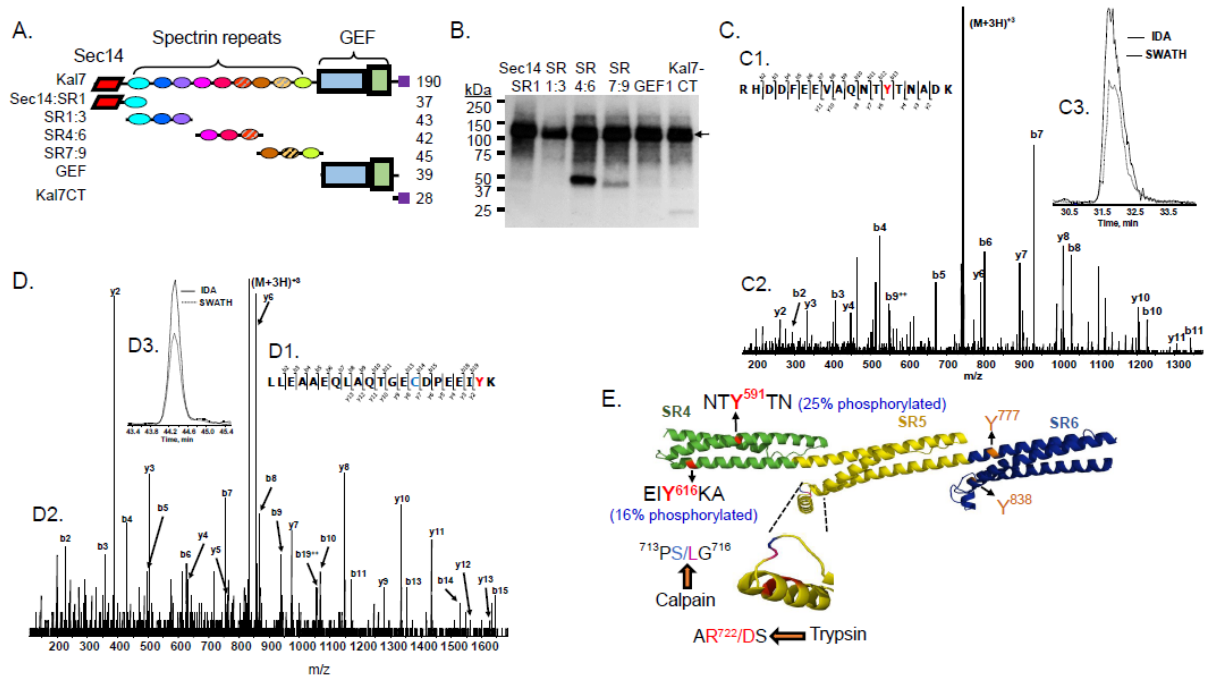 A.
Sec14
Spectrin repeats
GEF
Kal7
190
Sec14:SR1
37
SR1:3
43
SR4:6
42
SR7:9
45
GEF
39
Kal7CT
28
B.
Sec14 SR SR SR Kal7-
SR1 1:3 4:6 7:9 GEF1 CT
kDa
250
150
100
75
50
37
25
C.
C1.
RHDDFEEVAQNTYTNADK
(M+3H)+3
IDA
SWATH
C3.
30.5 31.5 32.5 33.5
Time, min
C2.
y2
b2
y3
b3
y4
b4
b9**
b5
y6
b6
y7
b7
y8
b8
y10
b10
y11
b11
200 300 400 500 600 700 800 900 1000 1100 1200 1300
m/z
D.
IDA
SWATH
D3.
43.4 43.8 44.2 44.6 45.0 45.4
Time, min
y2
(M+3H)+3
y6
D1.
LLEAAEQLAQTGECDPEEIYK
D2.
b2
b3
b4
y3
b5
b6
y4
y5
b7
b8
b9
y7
b19**
b10
y8
b11
y9
y10
b13
y11
b14
y12
y13
b15
200 300 400 500 600 700 800 900 1000 1100 1200 1300 1400 1500 1600
m/z
E.
NTY591TN (25% phosphorylated)
SR4
SR5
SR6
Y777
EIY616KA
(16% phosphorylated)
Y838
713PS/LG716
Calpain
AR722/DS
Trypsin